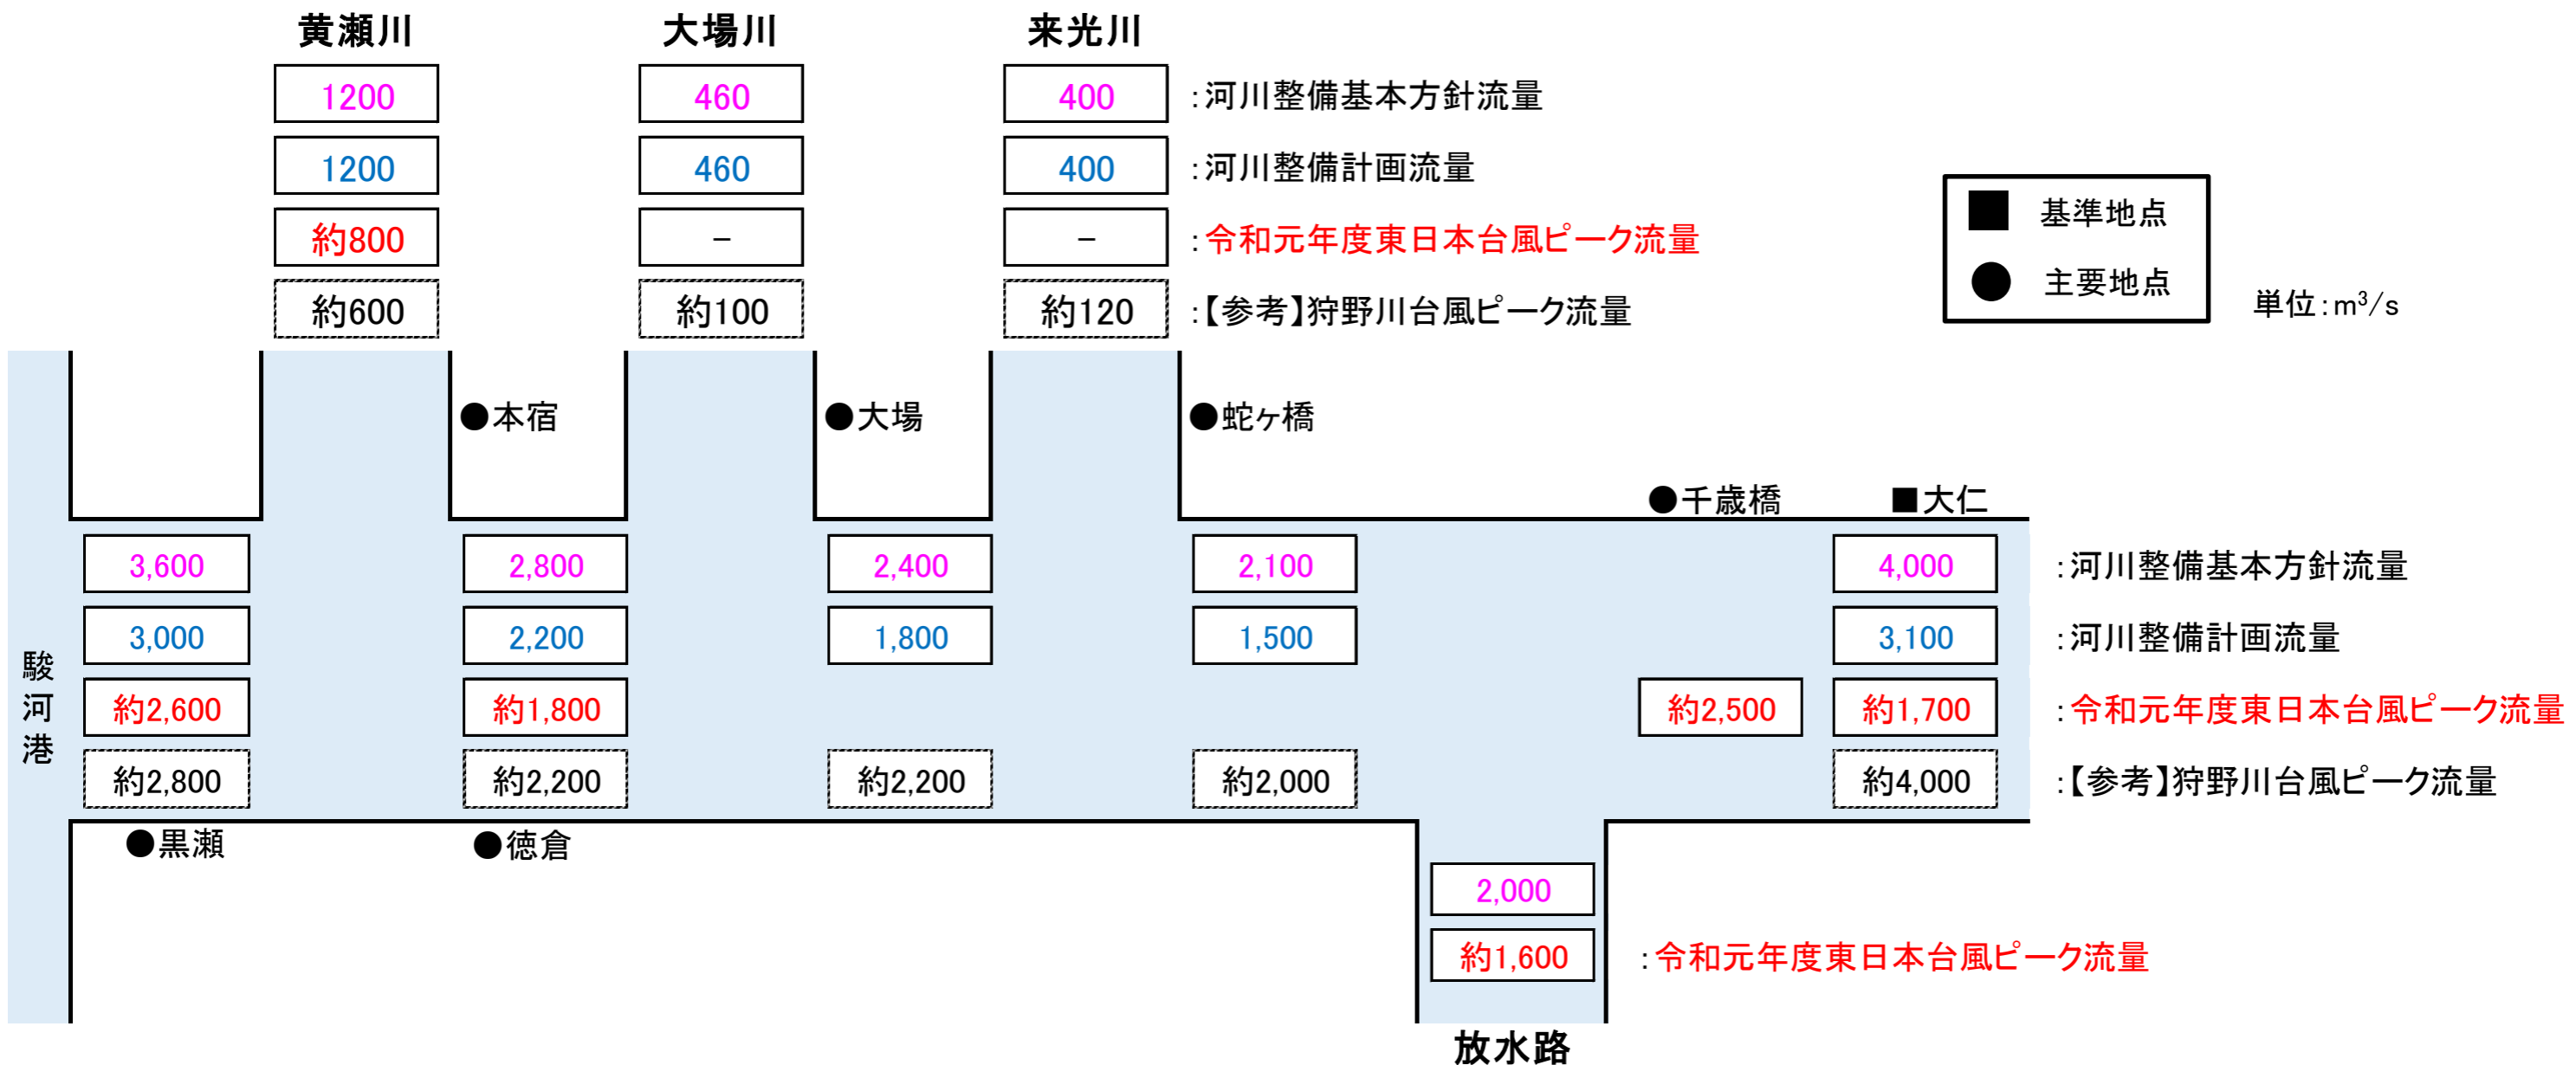 黄瀬川 大場川 来光川
1200 460 400 :河川整備基本方針流量
1200 460 400 :河川整備計画流量
約800 － － :令和元年度東日本台風ピーク流量
約600 約100 約120 :【参考】狩野川台風ピーク流量
■ 基準地点
● 主要地点
単位:m³/s
●本宿 ●大場 ●蛇ヶ橋
●千歳橋 ■大仁
3,600 2,800 2,400 2,100 4,000 :河川整備基本方針流量
3,000 2,200 1,800 1,500 3,100 :河川整備計画流量
約2,600 約1,800 約2,500 約1,700 :令和元年度東日本台風ピーク流量
約2,800 約2,200 約2,200 約2,000 約4,000 :【参考】狩野川台風ピーク流量
駿河港
●黒瀬 ●徳倉
2,000
約1,600 :令和元年度東日本台風ピーク流量
放水路